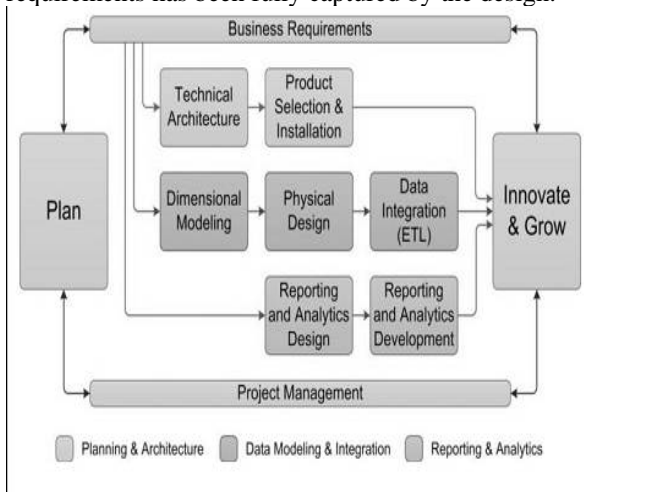 requirements has been fully captured by the design.
Business Requirements
Technical
Architecture
Product
Selection &
Installation
Plan
Dimensional
Modeling
Physical
Design
Data
Integration
(ETL)
Innovate
& Grow
Reporting
and Analytics
Design
Reporting
and Analytics
Development
Project Management
Planning & Architecture
Data Modeling & Integration
Reporting & Analytics